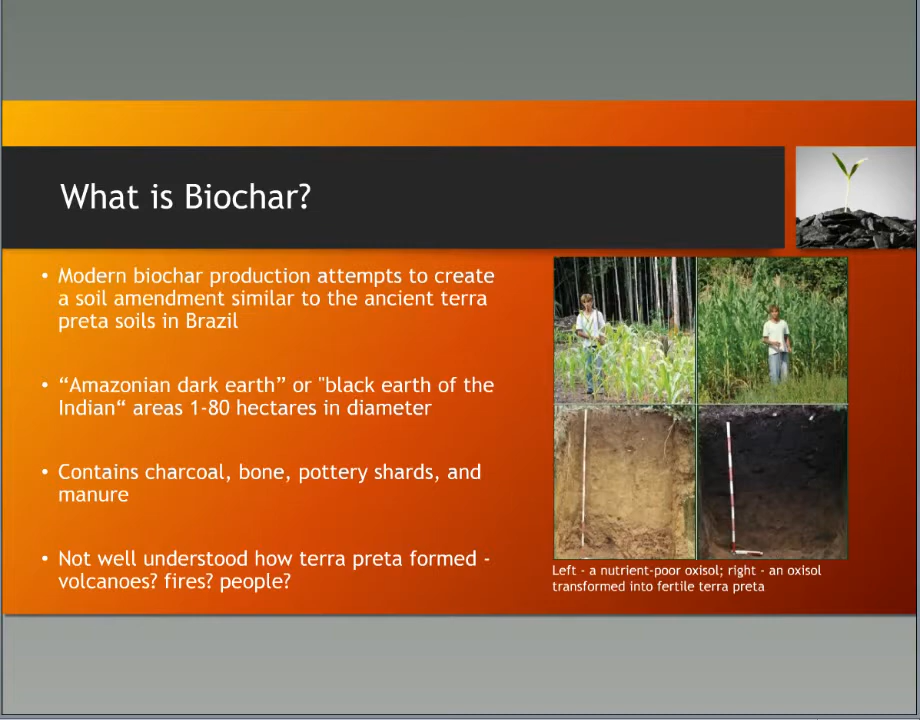 What is Biochar?
• Modern biochar production attempts to create
a soil amendment similar to the ancient terra
preta soils in Brazil
• “Amazonian dark earth” or "black earth of the
Indian“ areas 1-80 hectares in diameter
• Contains charcoal, bone, pottery shards, and
manure
• Not well understood how terra preta formed -
volcanoes? fires? people?
Left - a nutrient-poor oxisol; right - an oxisol
transformed into fertile terra preta